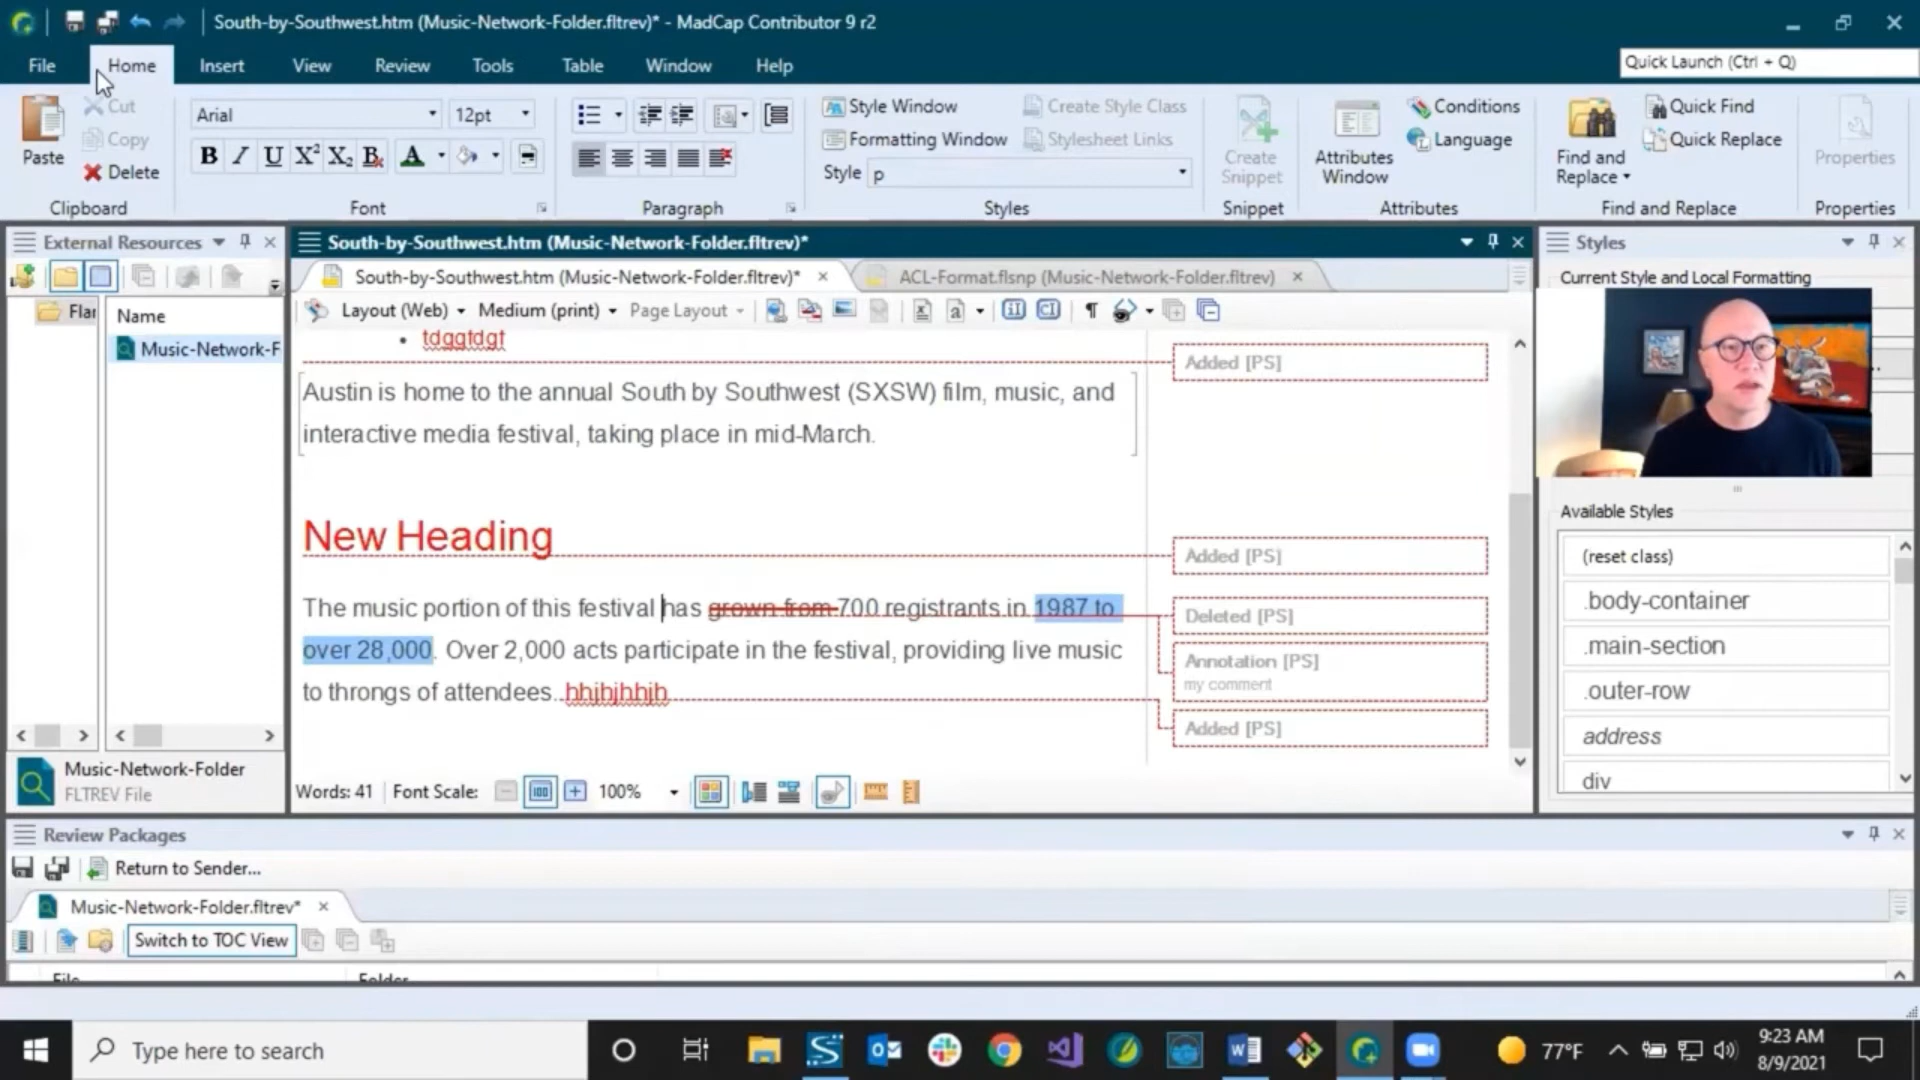 South-by-Southwest.htm (Music-Network-Folder.fltrev)* - MadCap Contributor 9 r2
File Home Insert View Review Tools Table Window Help
Quick Launch (Ctrl + Q)
Paste
Cut
Copy
Delete
Clipboard
Arial 12pt
Font
Paragraph
Style Window
Formatting Window
Create Style Class
Stylesheet Links
Style p
Styles
Create Snippet
Snippet
Attributes Window
Conditions
Language
Attributes
Find and Replace
Quick Find
Quick Replace
Find and Replace
Properties
Properties
External Resources
Flar
Name
Music-Network-F
Music-Network-Folder
FLTREV File
South-by-Southwest.htm (Music-Network-Folder.fltrev)*
South-by-Southwest.htm (Music-Network-Folder.fltrev)* ACL-Format.flsnp (Music-Network-Folder.fltrev)
Layout (Web) Medium (print) Page Layout
Added [PS]
Austin is home to the annual South by Southwest (SXSW) film, music, and
interactive media festival, taking place in mid-March.
New Heading
Added [PS]
The music portion of this festival has grown from 700 registrants in 1987 to
Deleted [PS]
over 28,000. Over 2,000 acts participate in the festival, providing live music
Annotation [PS]
my comment
to throngs of attendees. hhjhjhhjh
Added [PS]
Words: 41 Font Scale: 100%
Styles
Current Style and Local Formatting
Available Styles
(reset class)
.body-container
.main-section
.outer-row
address
div
Review Packages
Return to Sender...
Music-Network-Folder.fltrev*
Switch to TOC View
File Folder
Type here to search
77°F
9:23 AM
8/9/2021